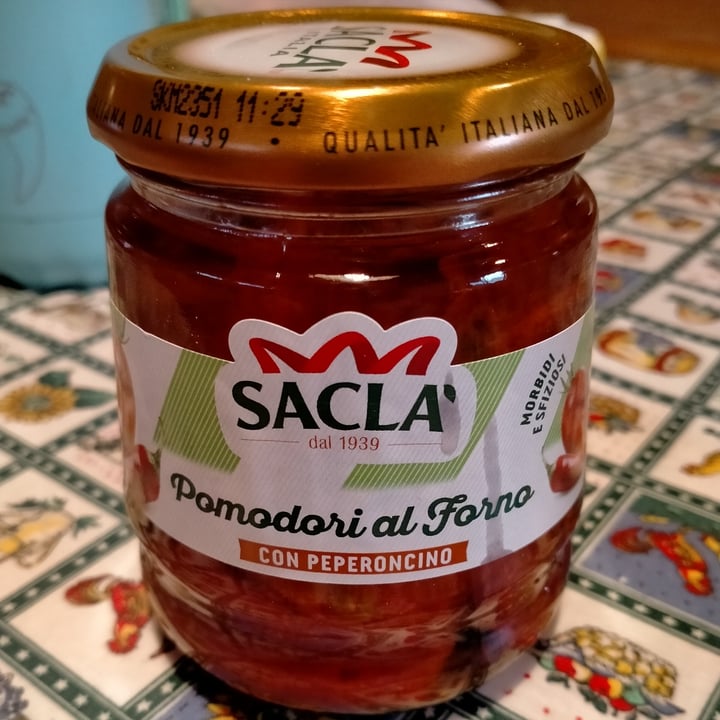 SACLA'
ITALIA
SKM2351 11:29
ITALIANA DAL 1939 • QUALITA' ITALIANA DAL 19
SACLA'
dal 1939
MORBIDI
E SFIZIOSI
Pomodori al Forno
CON PEPERONCINO